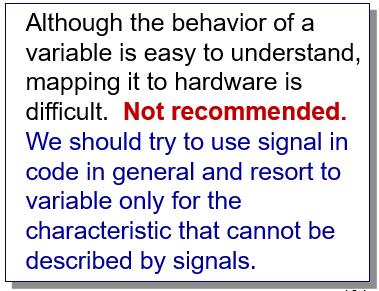 Although the behavior of a
variable is easy to understand,
mapping it to hardware is
difficult.  Not recommended.
We should try to use signal in
code in general and resort to
variable only for the
characteristic that cannot be
described by signals.